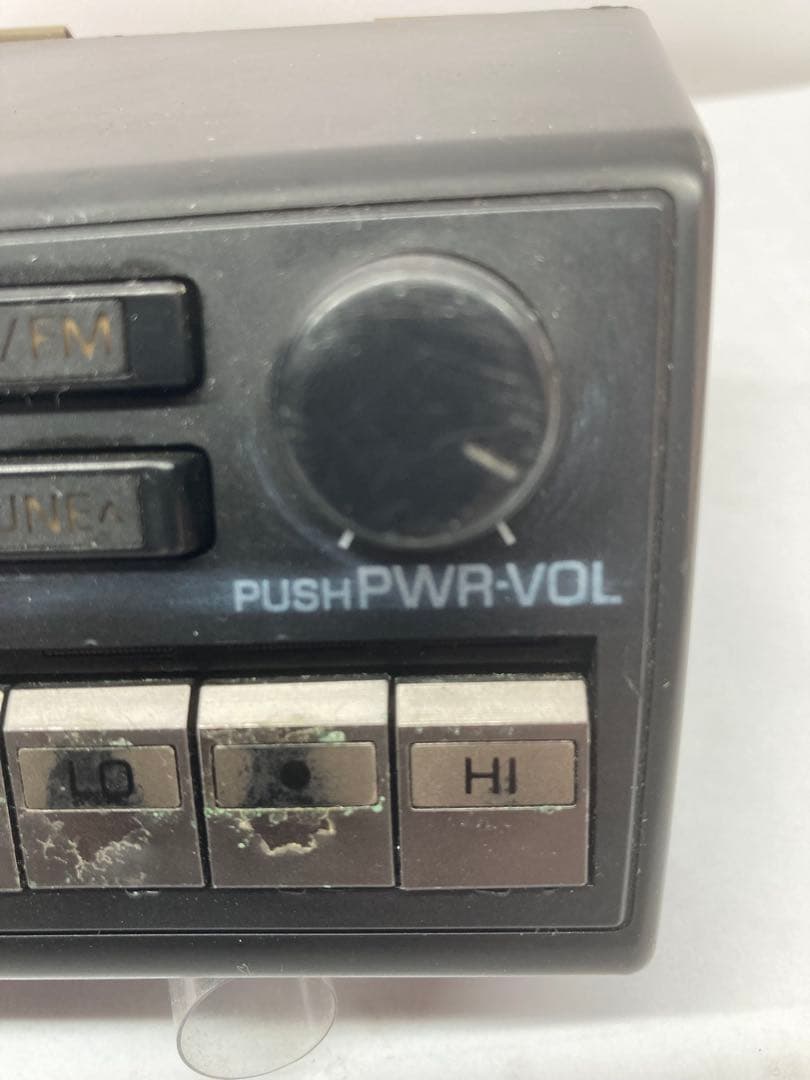 /FM
UNE^
PUSH PWR-VOL
LO ● HI